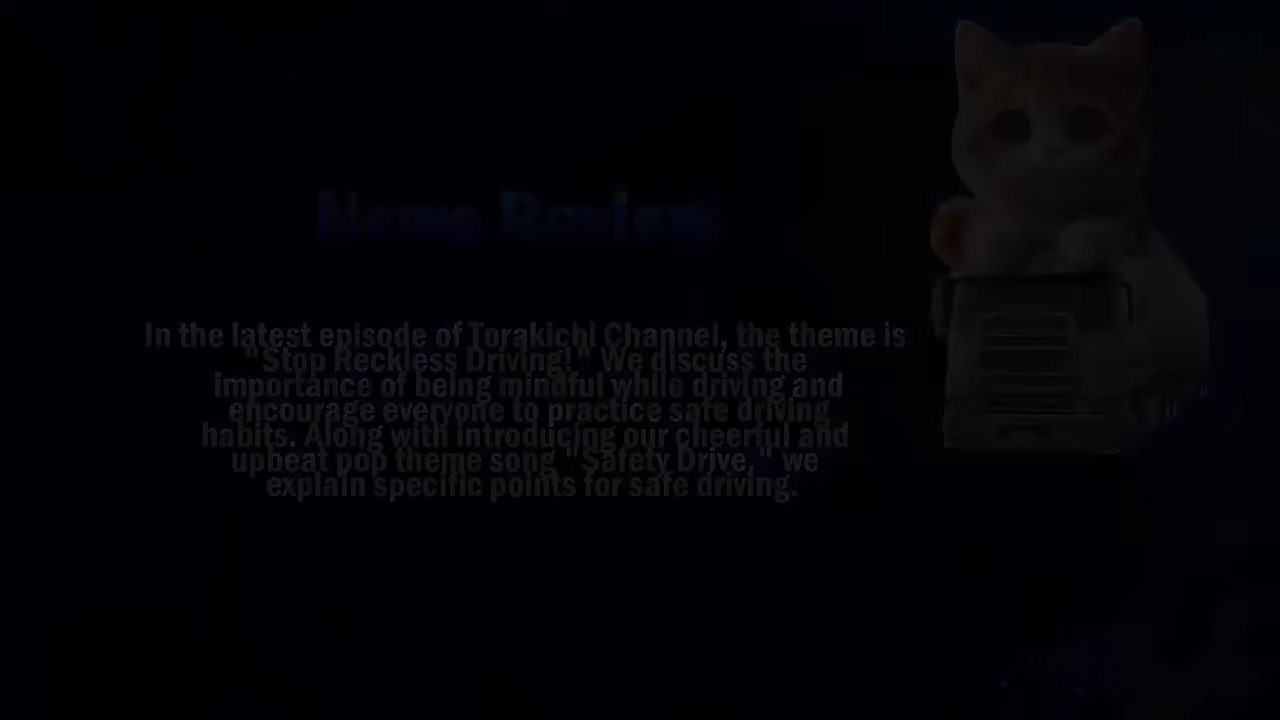 News Review
In the latest episode of Torakichi Channel, the theme is
"Stop Reckless Driving!" We discuss the
importance of being mindful while driving and
encourage everyone to practice safe driving
habits. Along with introducing our cheerful and
upbeat pop theme song "Safety Drive," we
explain specific points for safe driving.